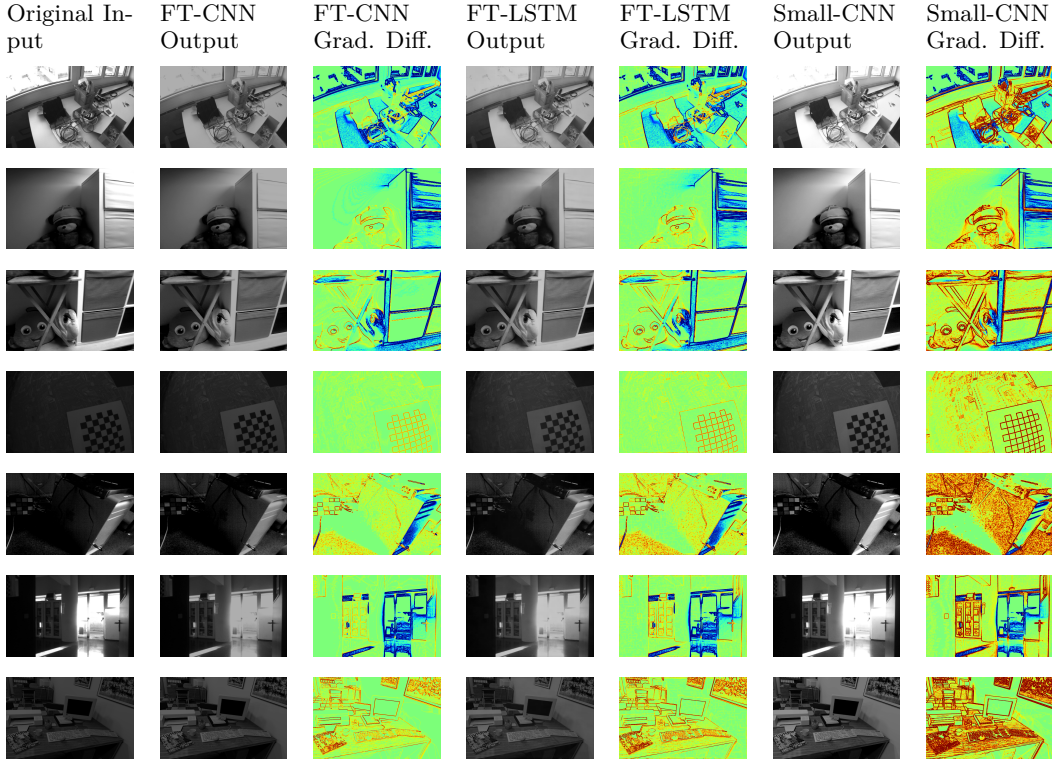 Original In-
put
FT-CNN
Output
FT-CNN
Grad. Diff.
FT-LSTM
Output
FT-LSTM
Grad. Diff.
Small-CNN
Output
Small-CNN
Grad. Diff.